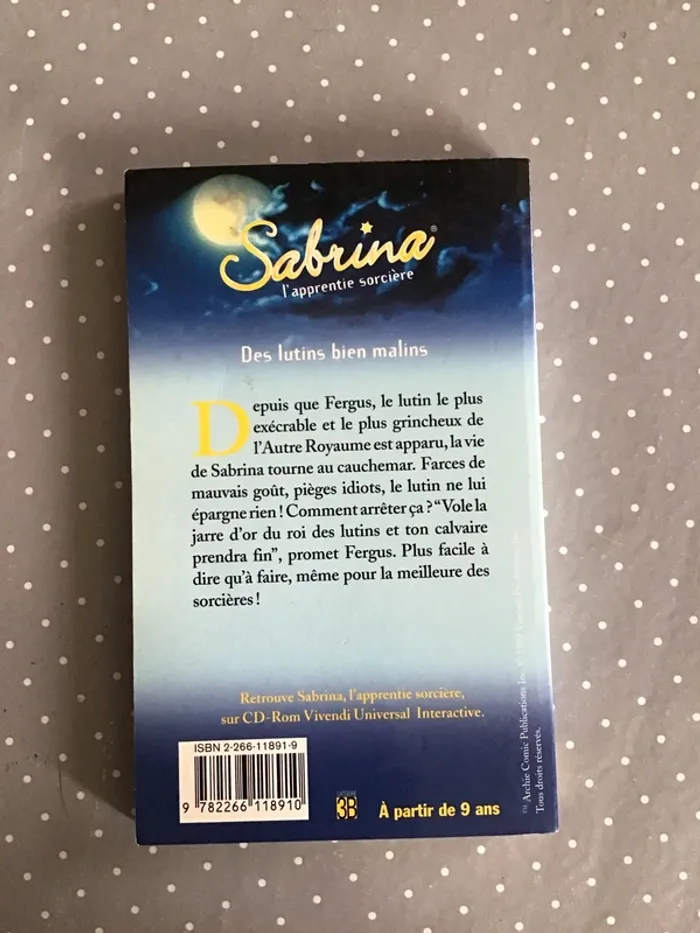 Sabrina®
l'apprentie sorcière
Des lutins bien malins
Depuis que Fergus, le lutin le plus
exécrable et le plus grincheux de
l'Autre Royaume est apparu, la vie
de Sabrina tourne au cauchemar. Farces de
mauvais goût, pièges idiots, le lutin ne lui
épargne rien ! Comment arrêter ça ? “Vole la
jarre d'or du roi des lutins et ton calvaire
prendra fin”, promet Fergus. Plus facile à
dire qu'à faire, même pour la meilleure des
sorcières !
Retrouve Sabrina, l'apprentie sorcière,
sur CD-Rom Vivendi Universal Interactive.
ISBN 2-266-11891-9
9 782266 118910
CATÉGORIE
3B
À partir de 9 ans
™ Archie Comic Publications Inc. ©
Tous droits réservés.